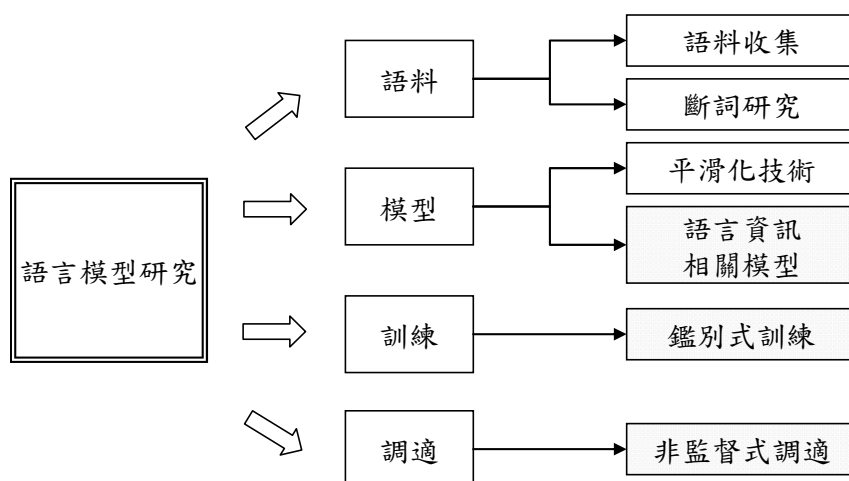 語言模型研究
語料
語料收集
斷詞研究
模型
平滑化技術
語言資訊
相關模型
訓練
鑑別式訓練
調適
非監督式調適